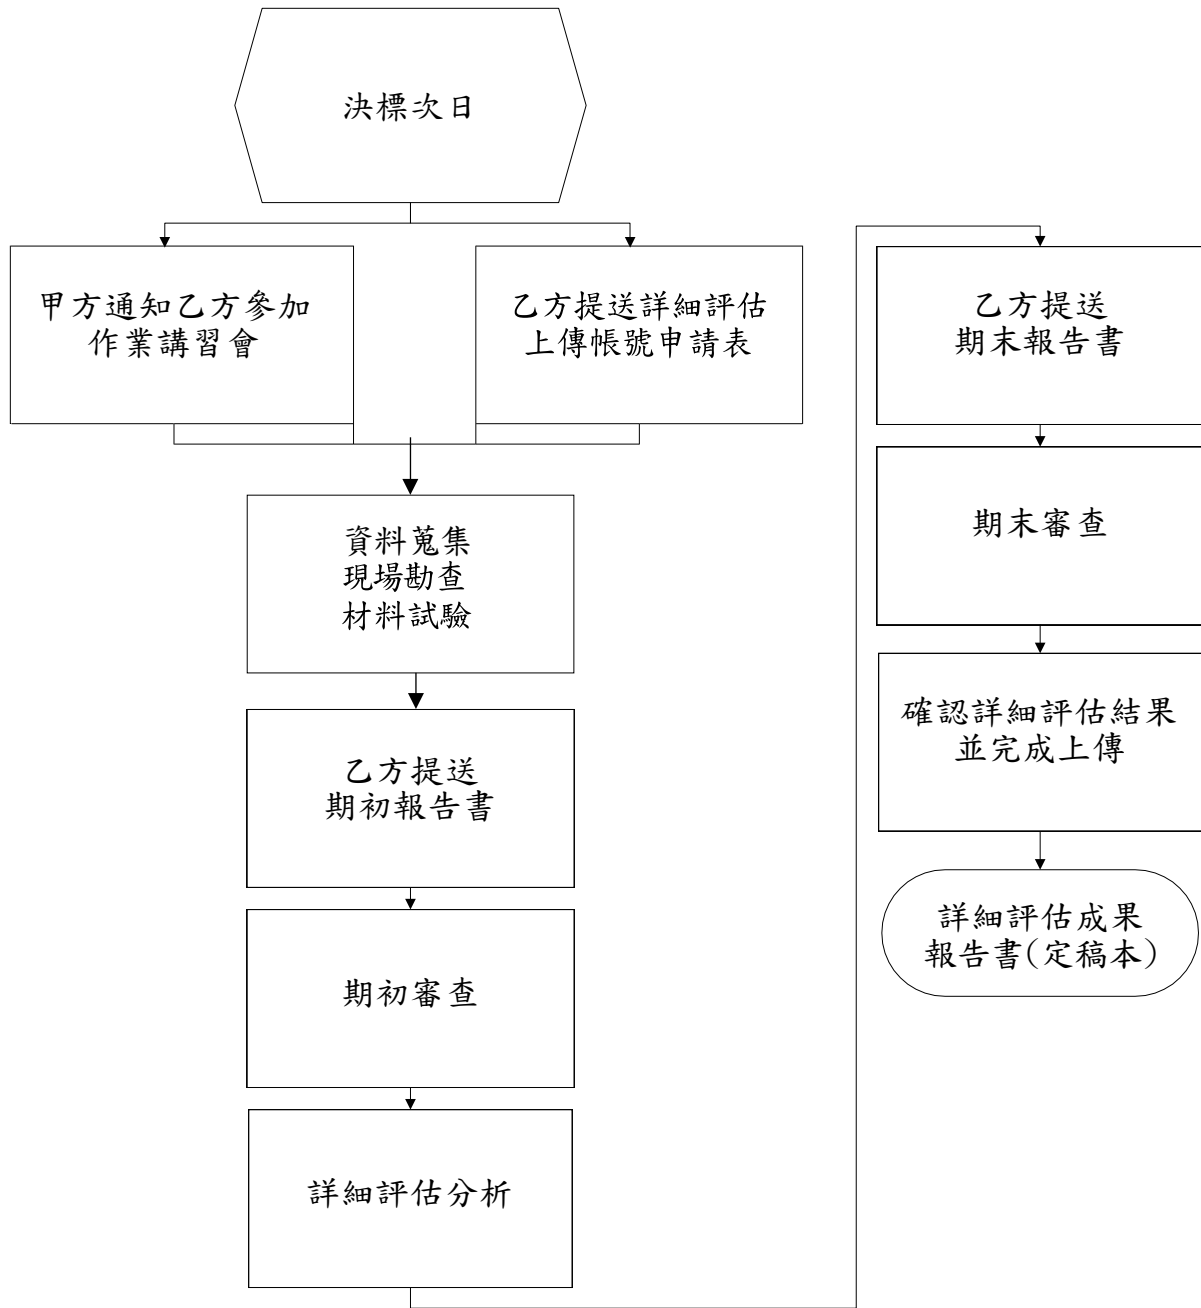 決標次日
甲方通知乙方參加
作業講習會
乙方提送詳細評估
上傳帳號申請表
資料蒐集
現場勘查
材料試驗
乙方提送
期初報告書
期初審查
詳細評估分析
乙方提送
期末報告書
期末審查
確認詳細評估結果
並完成上傳
詳細評估成果
報告書(定稿本)